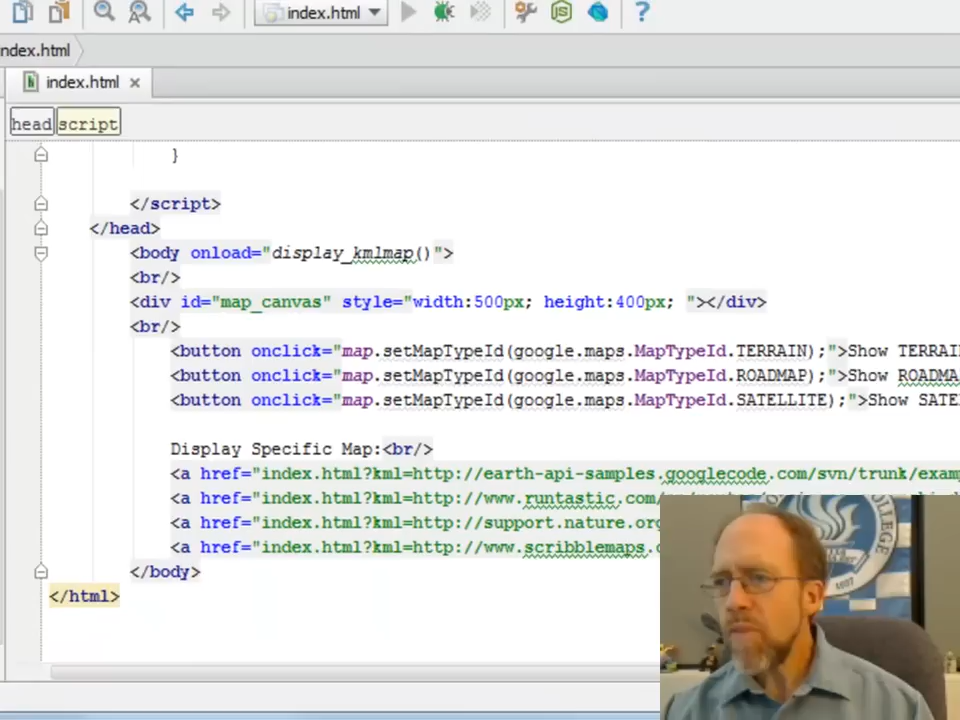 index.html
ndex.html
index.html
head script
}
</script>
</head>
<body onload="display_kmlmap()">
<br/>
<div id="map_canvas" style="width:500px; height:400px; "></div>
<br/>
<button onclick="map.setMapTypeId(google.maps.MapTypeId.TERRAIN);">Show TERRAI
<button onclick="map.setMapTypeId(google.maps.MapTypeId.ROADMAP);">Show ROADMA
<button onclick="map.setMapTypeId(google.maps.MapTypeId.SATELLITE);">Show SATE
Display Specific Map:<br/>
<a href="index.html?kml=http://earth-api-samples.googlecode.com/svn/trunk/exam
<a href="index.html?kml=http://www.runtastic.com/
<a href="index.html?kml=http://support.nature.org
<a href="index.html?kml=http://www.scribblemaps.c
</body>
</html>
COLLEGE
1887